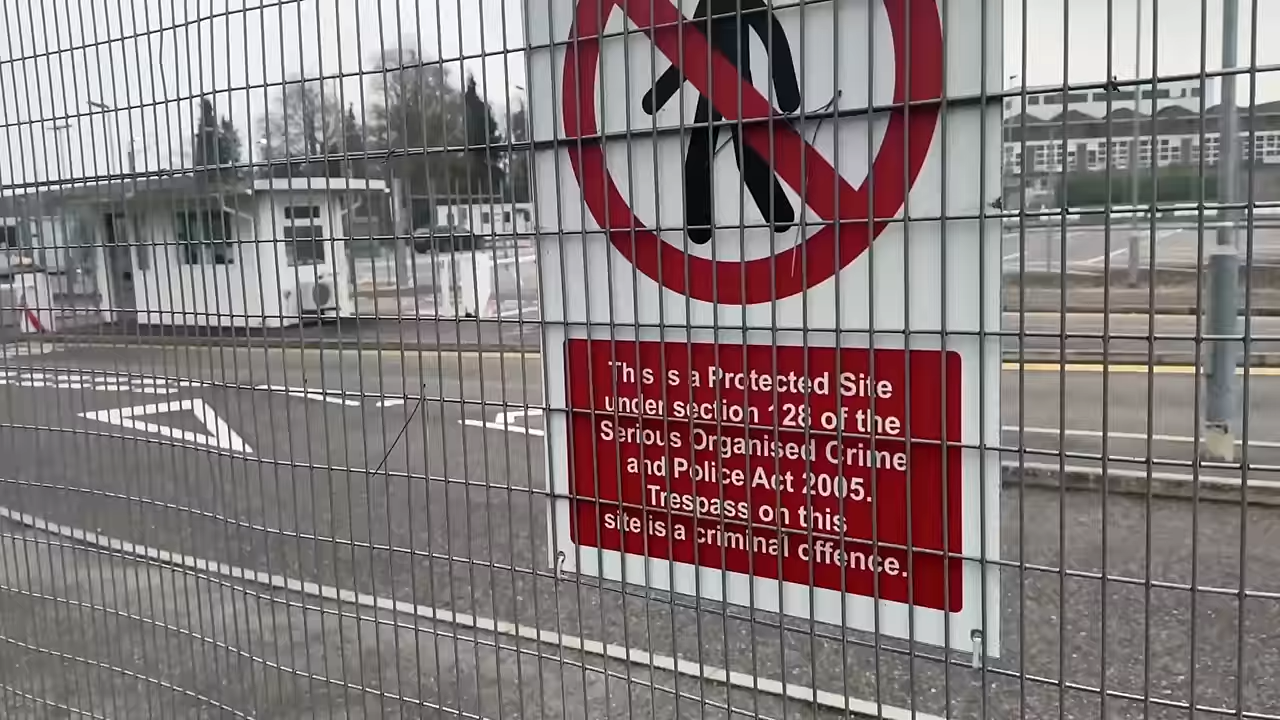 This is a Protected Site
under section 128 of the
Serious Organised Crime
and Police Act 2005.
Trespass on this
site is a criminal offence.